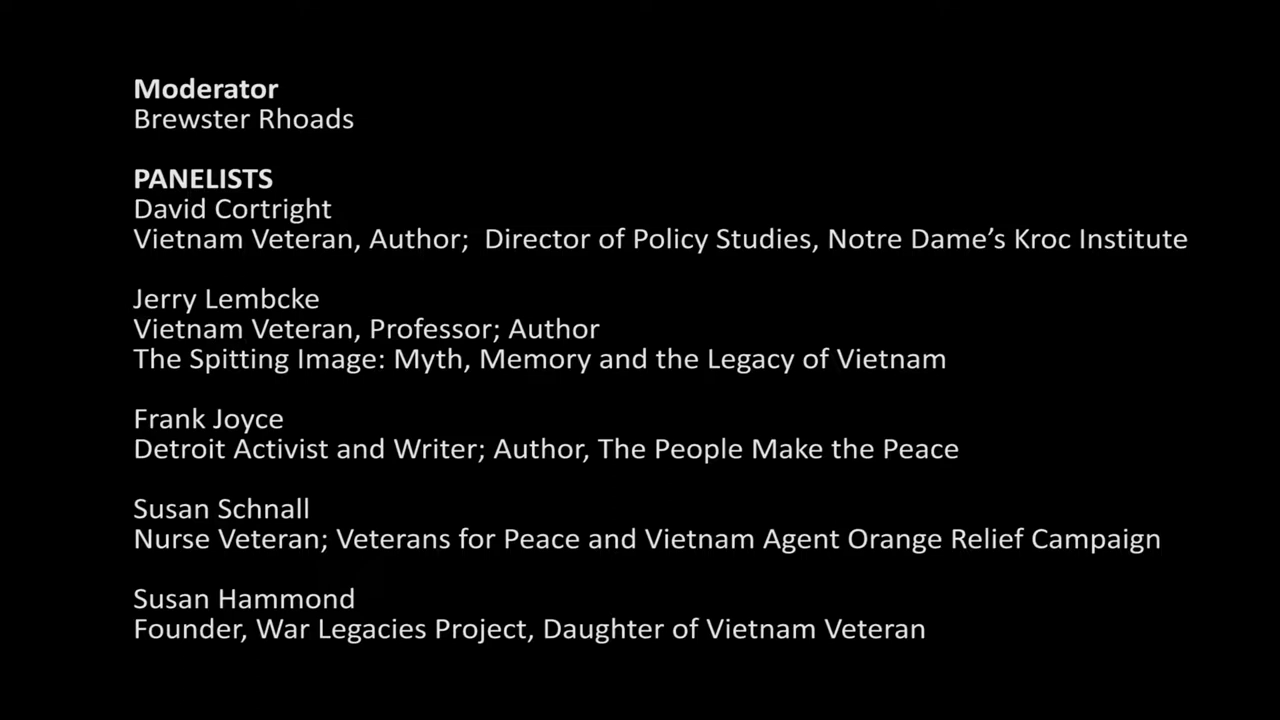 Moderator
Brewster Rhoads
PANELISTS
David Cortright
Vietnam Veteran, Author;  Director of Policy Studies, Notre Dame’s Kroc Institute
Jerry Lembcke
Vietnam Veteran, Professor; Author
The Spitting Image: Myth, Memory and the Legacy of Vietnam
Frank Joyce
Detroit Activist and Writer; Author, The People Make the Peace
Susan Schnall
Nurse Veteran; Veterans for Peace and Vietnam Agent Orange Relief Campaign
Susan Hammond
Founder, War Legacies Project, Daughter of Vietnam Veteran